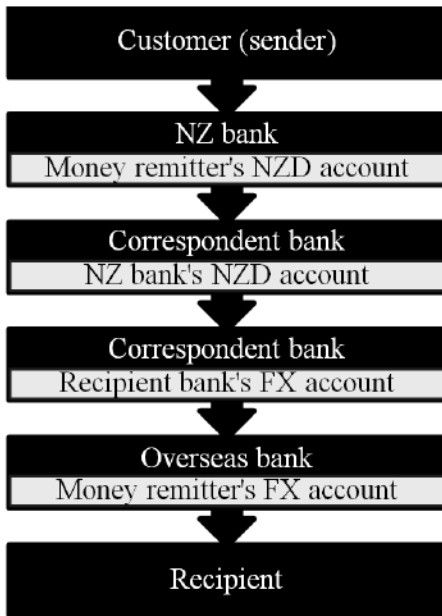 Customer (sender)
NZ bank
Money remitter's NZD account
Correspondent bank
NZ bank's NZD account
Correspondent bank
Recipient bank's FX account
Overseas bank
Money remitter's FX account
Recipient